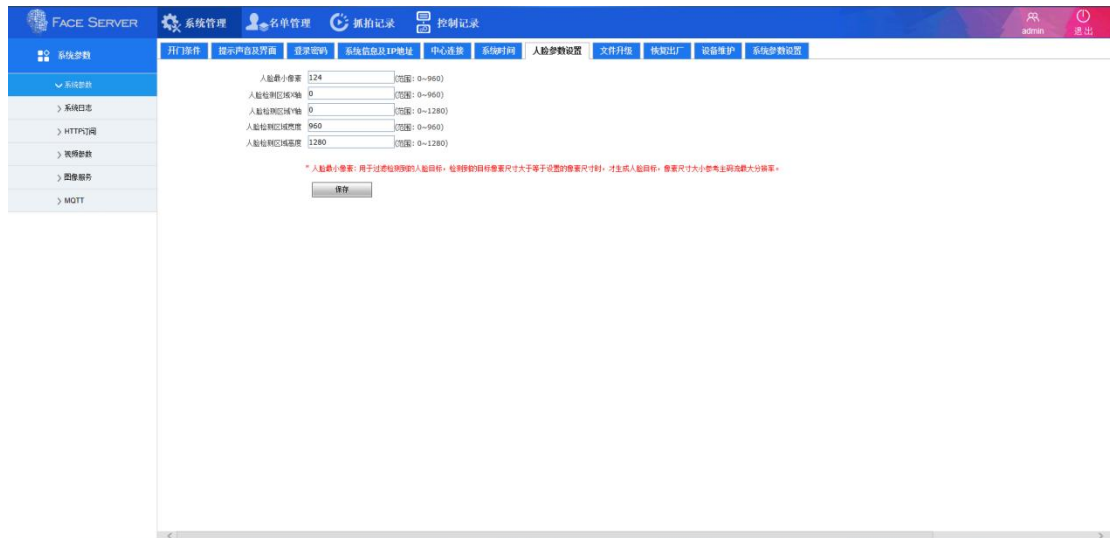 FACE SERVER 系统管理 名单管理 抓拍记录 控制记录 admin 退出
系统参数 开门条件 提示声音及界面 登录密码 系统信息及IP地址 中心连接 系统时间 人脸参数设置 文件升级 恢复出厂 设备维护 系统参数设置
系统参数
系统日志
HTTP订阅
视频参数
图像服务
MQTT
人脸最小像素 124 (范围: 0~960)
人脸检测区域X轴 0 (范围: 0~960)
人脸检测区域Y轴 0 (范围: 0~1280)
人脸检测区域宽度 960 (范围: 0~960)
人脸检测区域高度 1280 (范围: 0~1280)
* 人脸最小像素: 用于过滤检测到的人脸目标，检测到的目标像素尺寸大于等于设置的像素尺寸时，才生成人脸目标，像素尺寸大小参考主码流最大分辨率。
保存